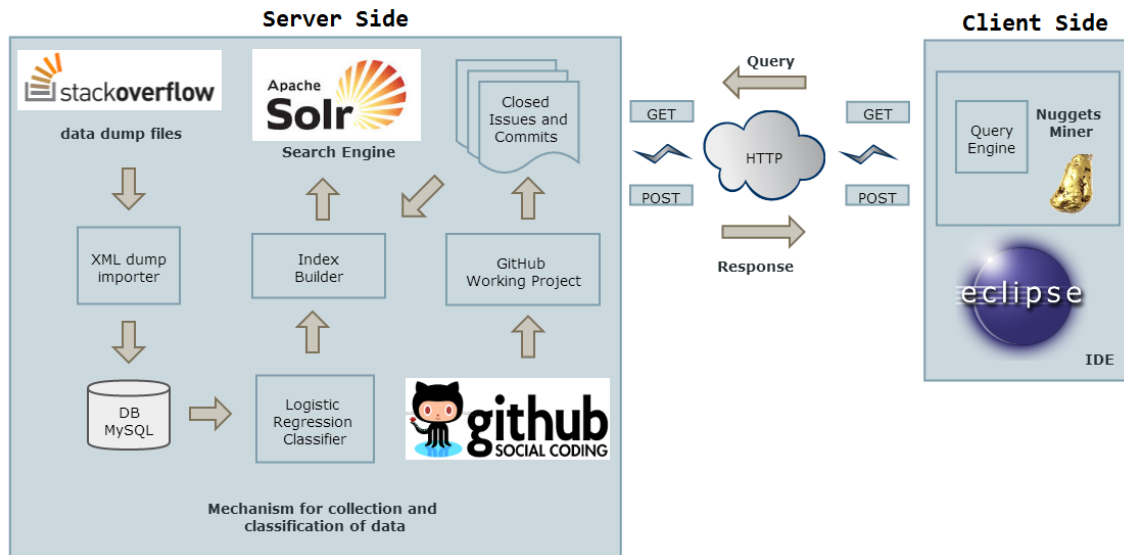 Server Side
Client Side
stackoverflow
data dump files
Apache
Solr
Search Engine
Closed
Issues and
Commits
XML dump
importer
Index
Builder
GitHub
Working Project
DB
MySQL
Logistic
Regression
Classifier
github
SOCIAL CODING
Mechanism for collection and
classification of data
Query
GET
GET
HTTP
POST
POST
Response
Query
Engine
Nuggets
Miner
eclipse
IDE